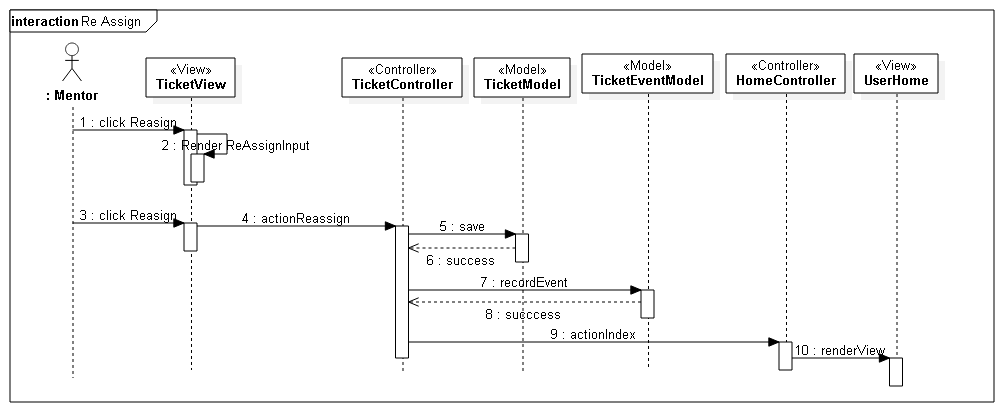 interaction Re Assign
: Mentor
«View»
TicketView
«Controller»
TicketController
«Model»
TicketModel
«Model»
TicketEventModel
«Controller»
HomeController
«View»
UserHome
1 : click Reasign
2 : Render ReAssignInput
3 : click Reasign
4 : actionReassign
5 : save
6 : success
7 : recordEvent
8 : succcess
9 : actionIndex
10 : renderView